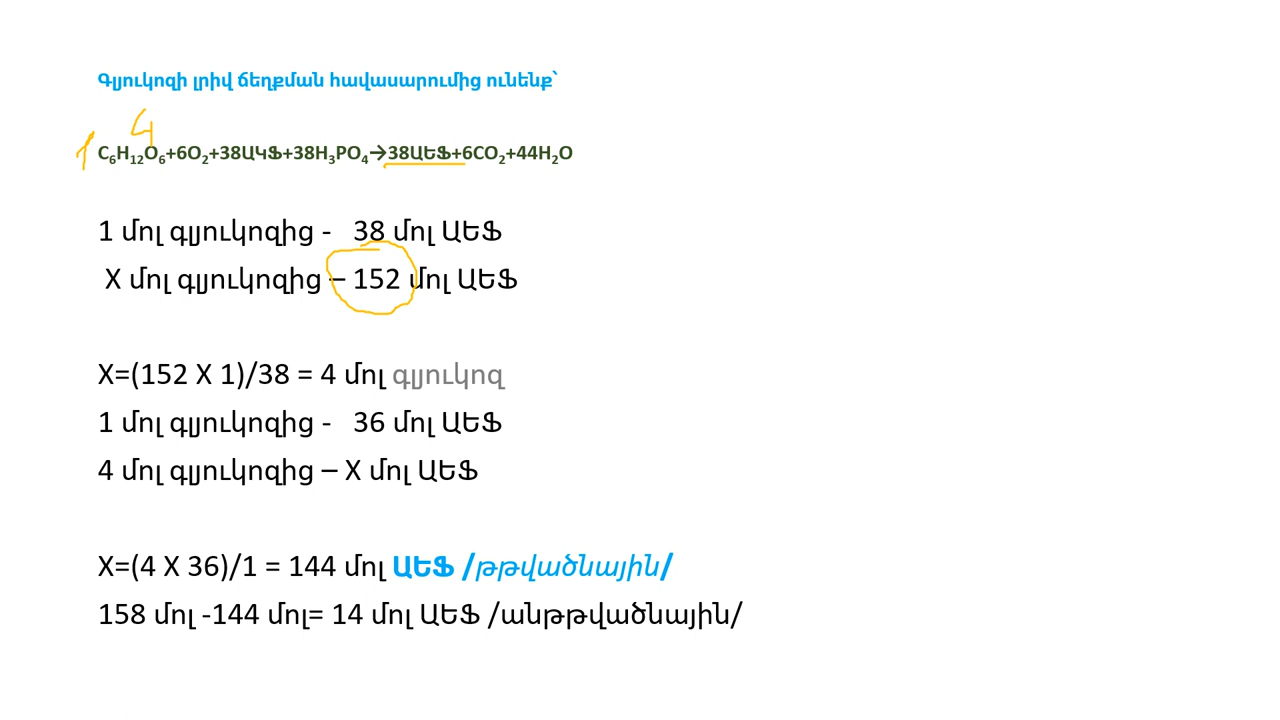 Գլյուկոզի լրիվ ճեղքման հավասարումից ունենք՝
4
1 C₆H₁₂O₆+6O₂+38ԱԿՖ+38H₃PO₄→38ԱԵՖ+6CO₂+44H₂O
1 մոլ գլյուկոզից - 38 մոլ ԱԵՖ
X մոլ գլյուկոզից – 152 մոլ ԱԵՖ
X=(152 X 1)/38 = 4 մոլ գլյուկոզ
1 մոլ գլյուկոզից - 36 մոլ ԱԵՖ
4 մոլ գլյուկոզից – X մոլ ԱԵՖ
X=(4 X 36)/1 = 144 մոլ ԱԵՖ /թթվածնային/
158 մոլ -144 մոլ= 14 մոլ ԱԵՖ /անթթվածնային/